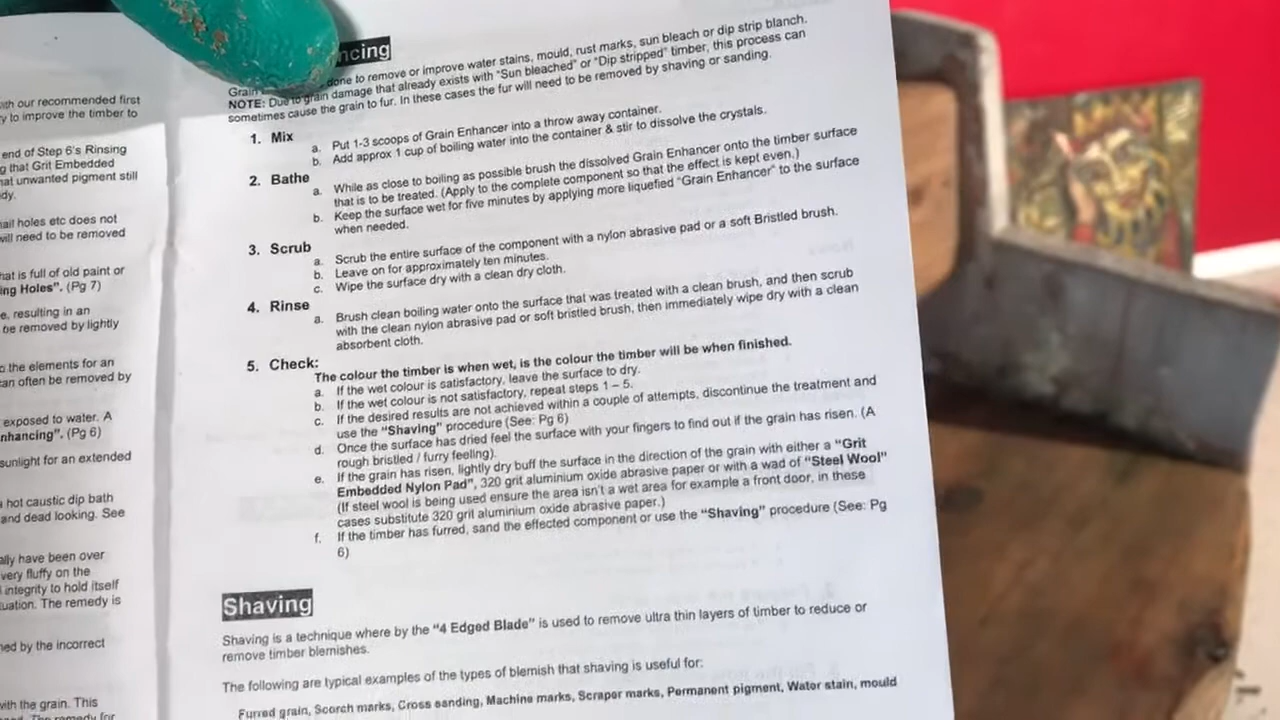 ith our recommended first
y to improve the timber to
end of Step 6's Rinsing
g that Grit Embedded
at unwanted pigment still
dy.
ail holes etc does not
will need to be removed
hat is full of old paint or
ing Holes". (Pg 7)
e, resulting in an
be removed by lightly
o the elements for an
an often be removed by
exposed to water. A
nhancing". (Pg 6)
sunlight for an extended
a hot caustic dip bath
and dead looking. See
ally have been over
very fluffy on the
integrity to hold itself
uation. The remedy is
ned by the incorrect
with the grain. This
The remedy for
ncing
Grain done to remove or improve water stains, mould, rust marks, sun bleach or dip strip blanch.
NOTE: Due to grain damage that already exists with "Sun bleached" or "Dip stripped" timber, this process can
sometimes cause the grain to fur. In these cases the fur will need to be removed by shaving or sanding.
1. Mix
a. Put 1-3 scoops of Grain Enhancer into a throw away container.
b. Add approx 1 cup of boiling water into the container & stir to dissolve the crystals.
2. Bathe
a. While as close to boiling as possible brush the dissolved Grain Enhancer onto the timber surface
that is to be treated. (Apply to the complete component so that the effect is kept even.)
b. Keep the surface wet for five minutes by applying more liquefied "Grain Enhancer" to the surface
when needed.
3. Scrub
a. Scrub the entire surface of the component with a nylon abrasive pad or a soft Bristled brush.
b. Leave on for approximately ten minutes.
c. Wipe the surface dry with a clean dry cloth.
4. Rinse
a. Brush clean boiling water onto the surface that was treated with a clean brush, and then scrub
with the clean nylon abrasive pad or soft bristled brush, then immediately wipe dry with a clean
absorbent cloth.
5. Check:
The colour the timber is when wet, is the colour the timber will be when finished.
a. If the wet colour is satisfactory, leave the surface to dry.
b. If the wet colour is not satisfactory, repeat steps 1 – 5.
c. If the desired results are not achieved within a couple of attempts, discontinue the treatment and
use the "Shaving" procedure (See: Pg 6)
d. Once the surface has dried feel the surface with your fingers to find out if the grain has risen. (A
rough bristled / furry feeling).
e. If the grain has risen, lightly dry buff the surface in the direction of the grain with either a "Grit
Embedded Nylon Pad", 320 grit aluminium oxide abrasive paper or with a wad of "Steel Wool"
(If steel wool is being used ensure the area isn't a wet area for example a front door, in these
cases substitute 320 gril aluminium oxide abrasive paper.)
f. If the timber has furred, sand the effected component or use the "Shaving" procedure (See: Pg
6)
Shaving
Shaving is a technique where by the "4 Edged Blade" is used to remove ultra thin layers of timber to reduce or
remove timber blemishes.
The following are typical examples of the types of blemish that shaving is useful for:
Furred grain, Scorch marks, Cross sanding, Machine marks, Scraper marks, Permanent pigment, Water stain, mould